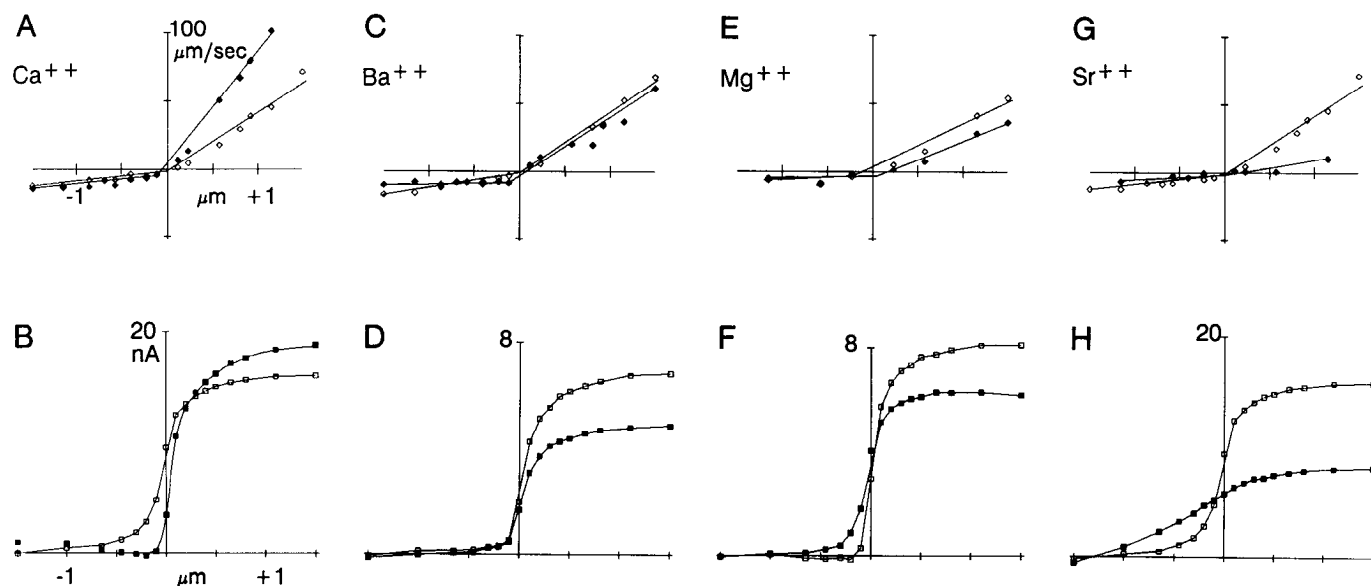 A
100
μm/sec
Ca++
-1
μm
+1
C
Ba++
E
Mg++
G
Sr++
B
20
nA
-1
μm
+1
D
8
F
8
H
20